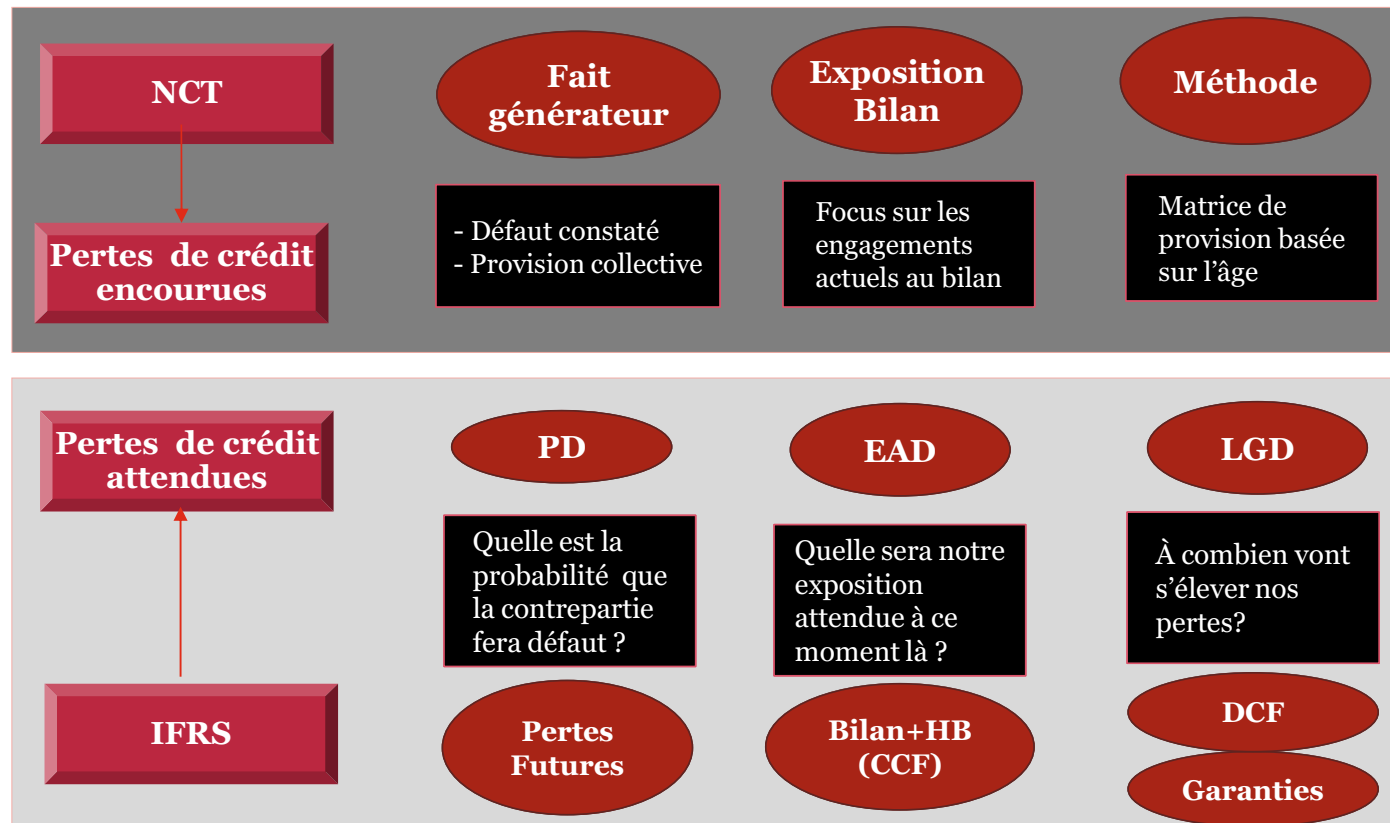 NCT
Pertes de crédit
encourues
Fait
générateur
- Défaut constaté
- Provision collective
Exposition
Bilan
Focus sur les
engagements
actuels au bilan
Méthode
Matrice de
provision basée
sur l’âge
Pertes de crédit
attendues
IFRS
PD
Quelle est la
probabilité que
la contrepartie
fera défaut ?
Pertes
Futures
EAD
Quelle sera notre
exposition
attendue à ce
moment là ?
Bilan+HB
(CCF)
LGD
À combien vont
s’élever nos
pertes?
DCF
Garanties